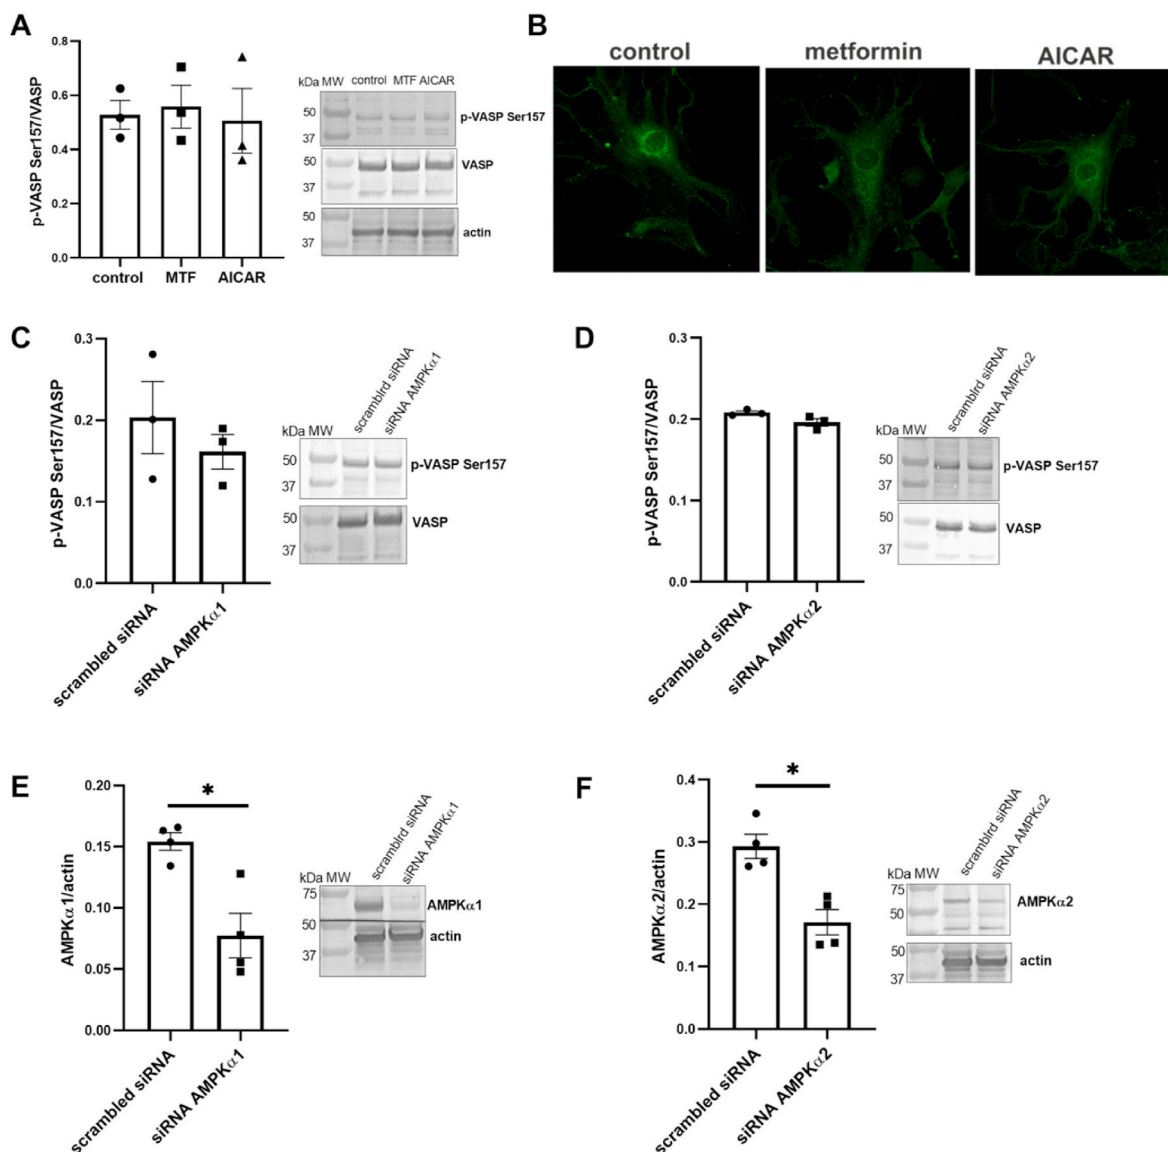 A
p-VASP Ser157/VASP
0.8
0.6
0.4
0.2
0.0
control MTF AICAR
kDa MW control MTF AICAR
50
37
p-VASP Ser157
50
37
VASP
50
37
actin
B
control metformin AICAR
C
p-VASP Ser157/VASP
0.3
0.2
0.1
0.0
scrambled siRNA
siRNA AMPKα1
kDa MW scramblrd siRNA siRNA AMPKα1
50
37
p-VASP Ser157
50
37
VASP
D
p-VASP Ser157/VASP
0.3
0.2
0.1
0.0
scrambled siRNA
siRNA AMPKα2
kDa MW scramblrd siRNA siRNA AMPKα2
50
37
p-VASP Ser157
50
37
VASP
E
AMPKα1/actin
0.20
0.15
0.10
0.05
0.00
*
scrambled siRNA
siRNA AMPKα1
kDa MW scramblrd siRNA siRNA AMPKα1
75
AMPKα1
50
37
actin
F
AMPKα2/actin
0.4
0.3
0.2
0.1
0.0
*
scrambled siRNA
siRNA AMPKα2
kDa MW scramblrd siRNA siRNA AMPKα2
75
50
AMPKα2
50
37
actin